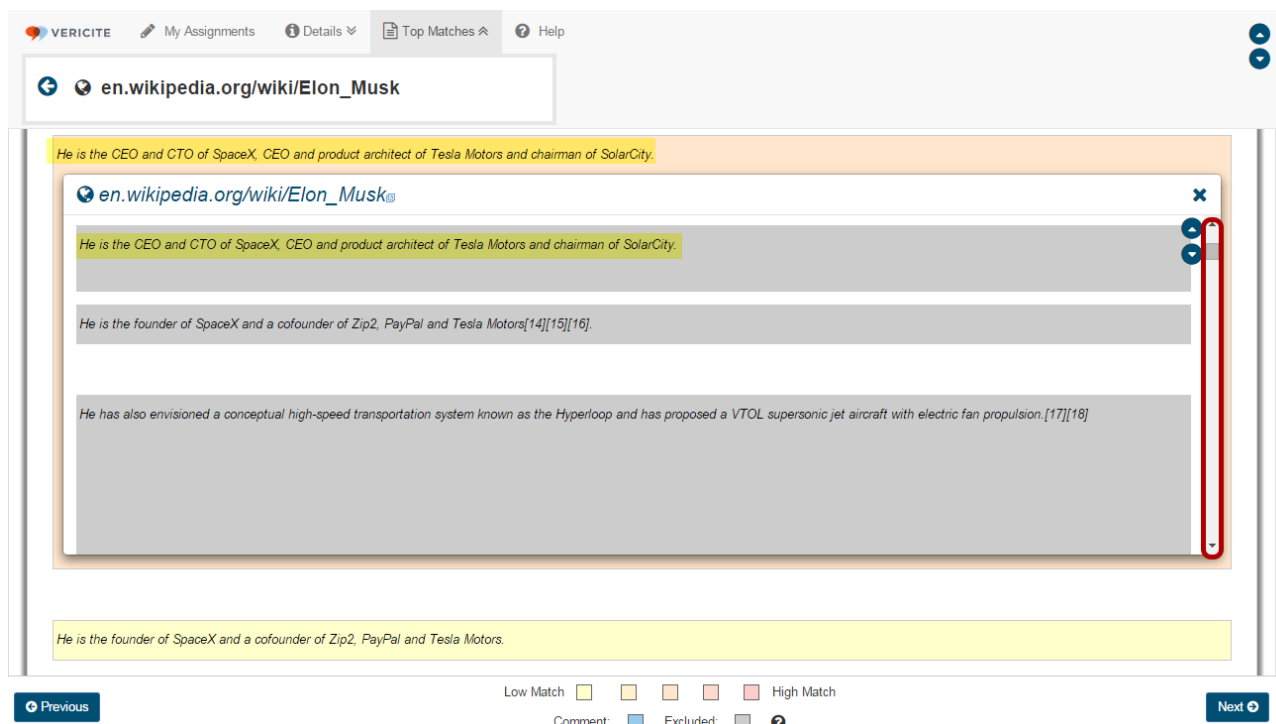 VERICITE My Assignments Details Top Matches Help
en.wikipedia.org/wiki/Elon_Musk
He is the CEO and CTO of SpaceX, CEO and product architect of Tesla Motors and chairman of SolarCity.
en.wikipedia.org/wiki/Elon_Musk
He is the CEO and CTO of SpaceX, CEO and product architect of Tesla Motors and chairman of SolarCity.
He is the founder of SpaceX and a cofounder of Zip2, PayPal and Tesla Motors[14][15][16].
He has also envisioned a conceptual high-speed transportation system known as the Hyperloop and has proposed a VTOL supersonic jet aircraft with electric fan propulsion.[17][18]
He is the founder of SpaceX and a cofounder of Zip2, PayPal and Tesla Motors.
Low Match High Match
Previous Next
Comment: Excluded: